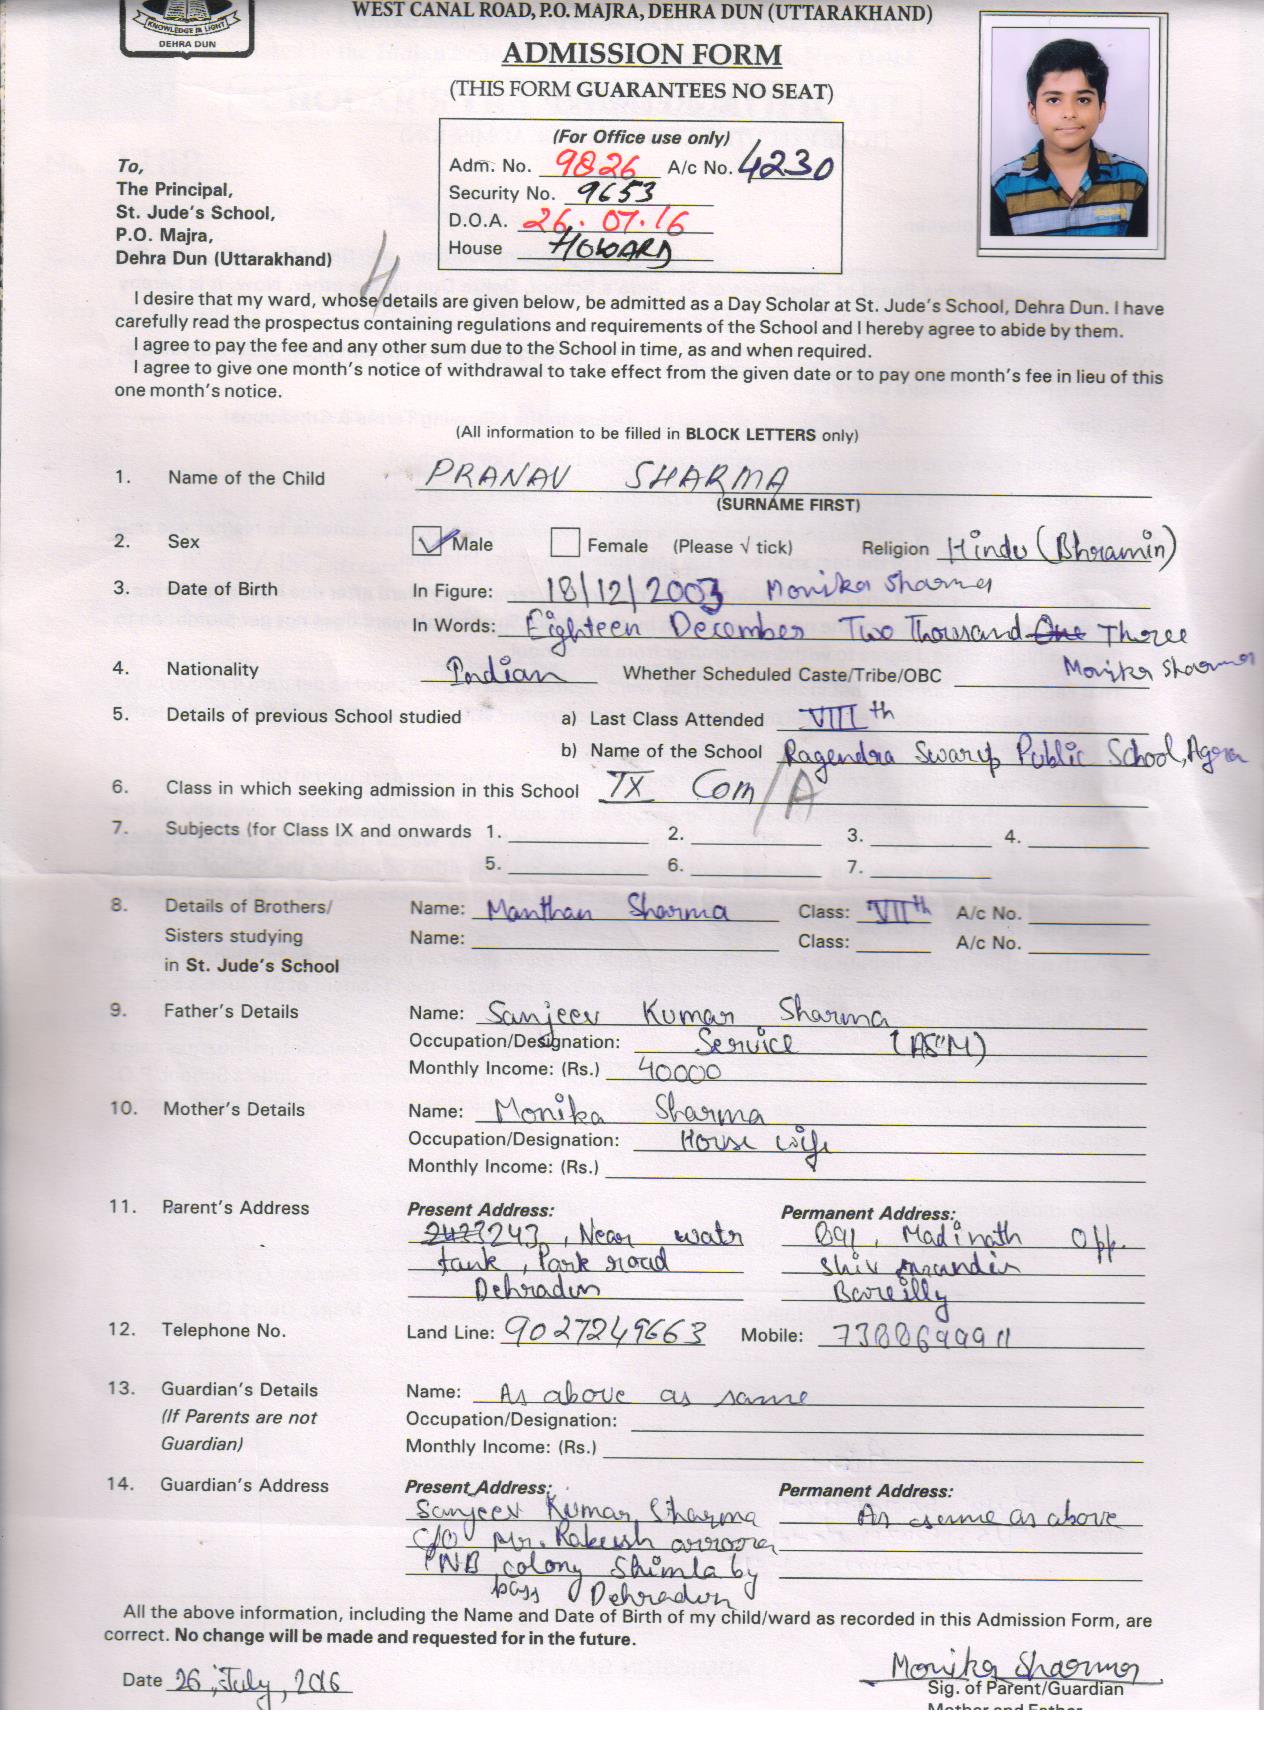 KNOWLEDGE IS LIGHT
DEHRA DUN
WEST CANAL ROAD, P.O. MAJRA, DEHRA DUN (UTTARAKHAND)
ADMISSION FORM
(THIS FORM GUARANTEES NO SEAT)
(For Office use only)
Adm. No. 9826 A/c No. 4230
Security No. 9653
D.O.A. 26.07.16
House HOWARD
To,
The Principal,
St. Jude's School,
P.O. Majra,
Dehra Dun (Uttarakhand)
I desire that my ward, whose details are given below, be admitted as a Day Scholar at St. Jude's School, Dehra Dun. I have
carefully read the prospectus containing regulations and requirements of the School and I hereby agree to abide by them.
I agree to pay the fee and any other sum due to the School in time, as and when required.
I agree to give one month's notice of withdrawal to take effect from the given date or to pay one month's fee in lieu of this
one month's notice.
(All information to be filled in BLOCK LETTERS only)
1. Name of the Child PRANAV SHARMA
(SURNAME FIRST)
2. Sex Male Female (Please √ tick) Religion Hindu (Bhramin)
3. Date of Birth In Figure: 18/12/2003 Monika Sharma
In Words: Eighteen December Two Thousand One Three
4. Nationality Indian Whether Scheduled Caste/Tribe/OBC Monika Sharma
5. Details of previous School studied a) Last Class Attended VIII th
b) Name of the School Ragendra Swarup Public School, Agra
6. Class in which seeking admission in this School IX Com/A
7. Subjects (for Class IX and onwards 1. 2. 3. 4.
5. 6. 7.
8. Details of Brothers/ Name: Manthan Sharma Class: VII th A/c No.
Sisters studying Name: Class: A/c No.
in St. Jude's School
9. Father's Details Name: Sanjeev Kumar Sharma
Occupation/Designation: Service (ASM)
Monthly Income: (Rs.) 40000
10. Mother's Details Name: Monika Sharma
Occupation/Designation: House wife
Monthly Income: (Rs.)
11. Parent's Address Present Address: Permanent Address:
243, Near watr B91, Madinath Opp.
tank, Park road Shiv mandir
Dehradun Bareilly
12. Telephone No. Land Line: 9027249663 Mobile: 7388699911
13. Guardian's Details Name: As above as same
(If Parents are not Occupation/Designation:
Guardian) Monthly Income: (Rs.)
14. Guardian's Address Present Address: Permanent Address:
Sanjeev Kumar Sharma As same as above
C/O Mr. Rakesh arroora
PNB colony Shimla by
pass Dehradun
All the above information, including the Name and Date of Birth of my child/ward as recorded in this Admission Form, are
correct. No change will be made and requested for in the future.
Date 26, July, 2016 Monika Sharma
Sig. of Parent/Guardian
Mother and Father